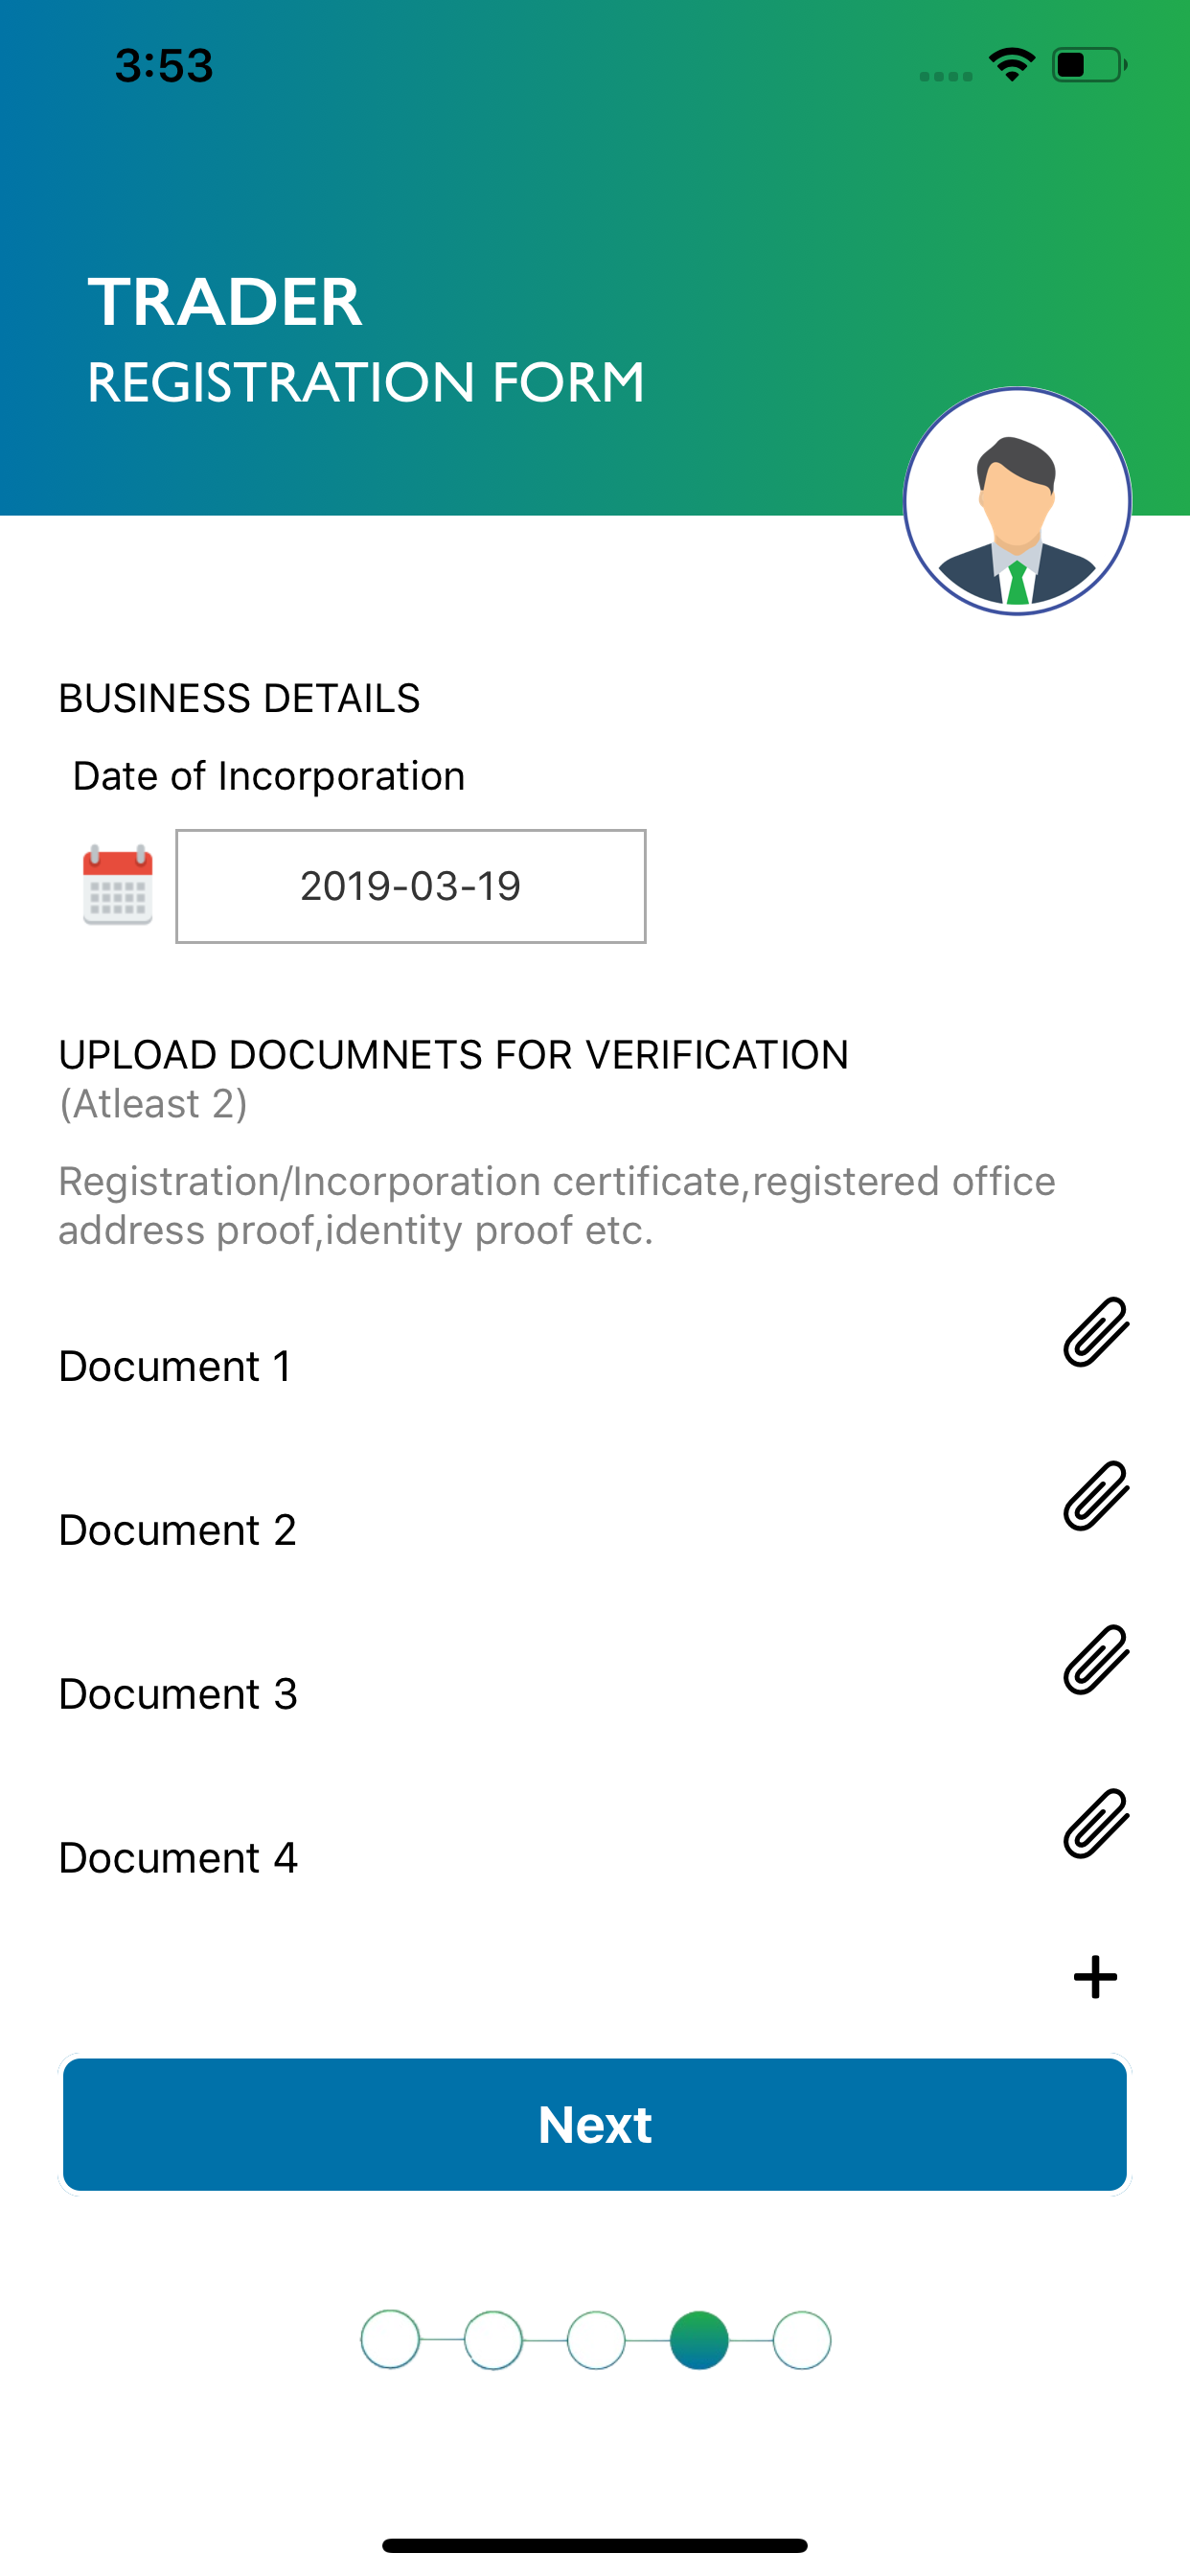 3:53
TRADER
REGISTRATION FORM
BUSINESS DETAILS
Date of Incorporation
2019-03-19
UPLOAD DOCUMNETS FOR VERIFICATION
(Atleast 2)
Registration/Incorporation certificate,registered office
address proof,identity proof etc.
Document 1
Document 2
Document 3
Document 4
Next